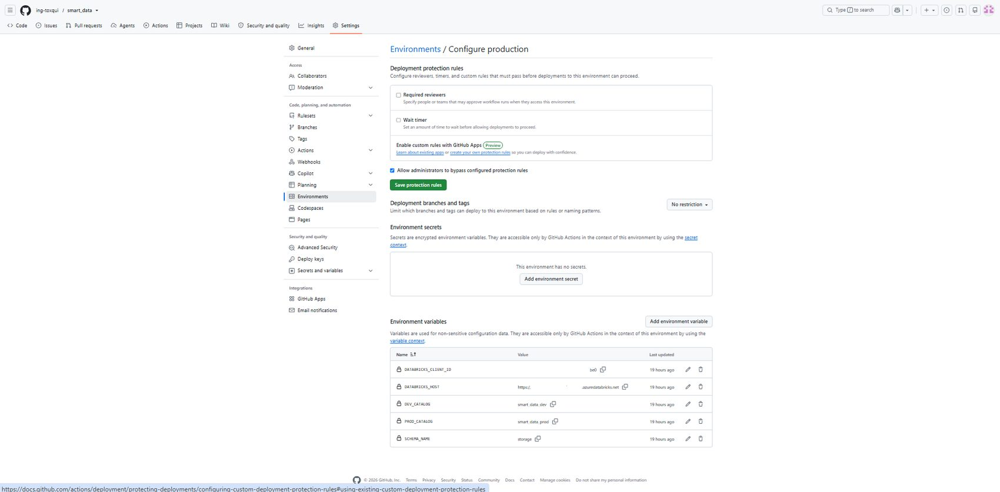 ing-toxqui / smart_data
Type / to search
Code Issues Pull requests Agents Actions Projects Wiki Security and quality Insights Settings
General
Access
Collaborators
Moderation
Code, planning, and automation
Rulesets
Branches
Tags
Actions
Webhooks
Copilot
Planning
Environments
Codespaces
Pages
Security and quality
Advanced Security
Deploy keys
Secrets and variables
Integrations
GitHub Apps
Email notifications
Environments / Configure production
Deployment protection rules
Configure reviewers, timers, and custom rules that must pass before deployments to this environment can proceed.
Required reviewers
Specify people or teams that may approve workflow runs when they access this environment.
Wait timer
Set an amount of time to wait before allowing deployments to proceed.
Enable custom rules with GitHub Apps Preview
Learn about existing apps or create your own protection rules so you can deploy with confidence.
Allow administrators to bypass configured protection rules
Save protection rules
Deployment branches and tags
No restriction
Limit which branches and tags can deploy to this environment based on rules or naming patterns.
Environment secrets
Secrets are encrypted environment variables. They are accessible only by GitHub Actions in the context of this environment by using the secret
context.
This environment has no secrets.
Add environment secret
Environment variables
Add environment variable
Variables are used for non-sensitive configuration data. They are accessible only by GitHub Actions in the context of this environment by using the
variable context.
Name Value Last updated
DATABRICKS_CLIENT_ID be0 19 hours ago
DATABRICKS_HOST https:/, .azuredatabricks.net 19 hours ago
DEV_CATALOG smart_data_dev 19 hours ago
PROD_CATALOG smart_data_prod 19 hours ago
SCHEMA_NAME storage 19 hours ago
© 2026 GitHub, Inc. Terms Privacy Security Status Community Docs Contact Manage cookies Do not share my personal information
https://docs.github.com/actions/deployment/protecting-deployments/configuring-custom-deployment-protection-rules#using-existing-custom-deployment-protection-rules